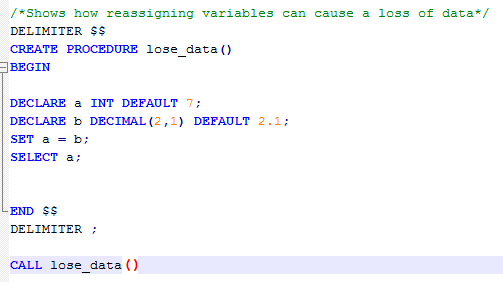 /*Shows how reassigning variables can cause a loss of data*/
DELIMITER $$
CREATE PROCEDURE lose_data()
BEGIN
DECLARE a INT DEFAULT 7;
DECLARE b DECIMAL(2,1) DEFAULT 2.1;
SET a = b;
SELECT a;
END $$
DELIMITER ;
CALL lose_data()